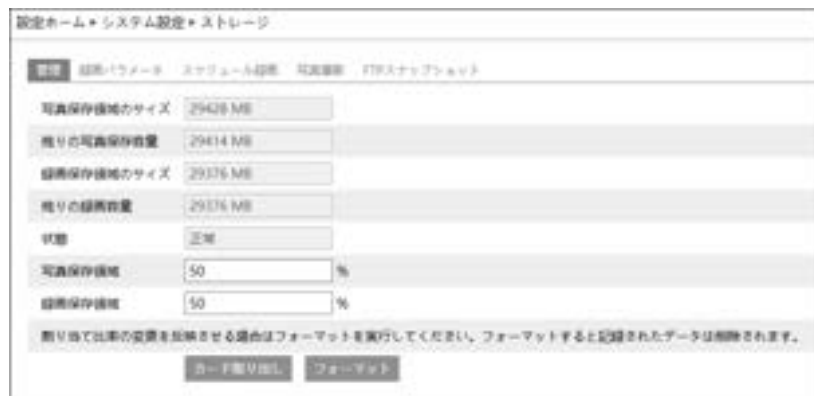 設定ホーム▸システム設定▸ストレージ
管理 録画パラメータ スケジュール録画 写真撮影 FTPスナップショット
写真保存領域のサイズ 29428 MB
残りの写真保存容量 29414 MB
録画保存領域のサイズ 29376 MB
残りの録画容量 29376 MB
状態 正常
写真保存領域 50 %
録画保存領域 50 %
割り当て比率の変更を反映させる場合はフォーマットを実行してください。フォーマットすると記録されたデータは削除されます。
カード取り出し フォーマット